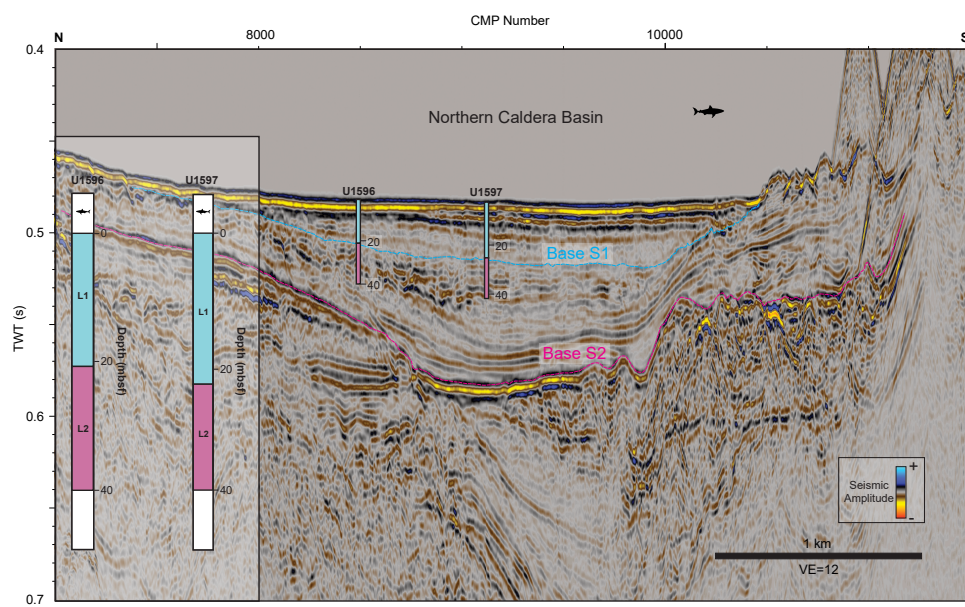 CMP Number
N 8000 10000 S
0.4
Northern Caldera Basin
U1596 U1597
U1596 U1597
0.5
0 0
20 20
Base S1
40 40
L1 L1
TWT (s)
Depth (mbsf) Depth (mbsf)
Base S2
20 20
0.6
L2 L2
Seismic
Amplitude
+
-
40 40
1 km
VE=12
0.7